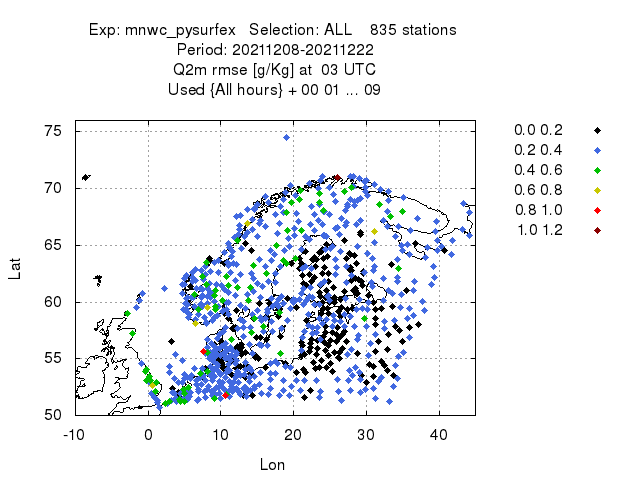 Exp: mnwc_pysurfex   Selection: ALL    835 stations
Period: 20211208-20211222
Q2m rmse [g/Kg] at  03 UTC
Used {All hours} + 00 01 ... 09
75
70
65
60
55
50
Lat
-10 0 10 20 30 40
Lon
0.0 0.2
0.2 0.4
0.4 0.6
0.6 0.8
0.8 1.0
1.0 1.2